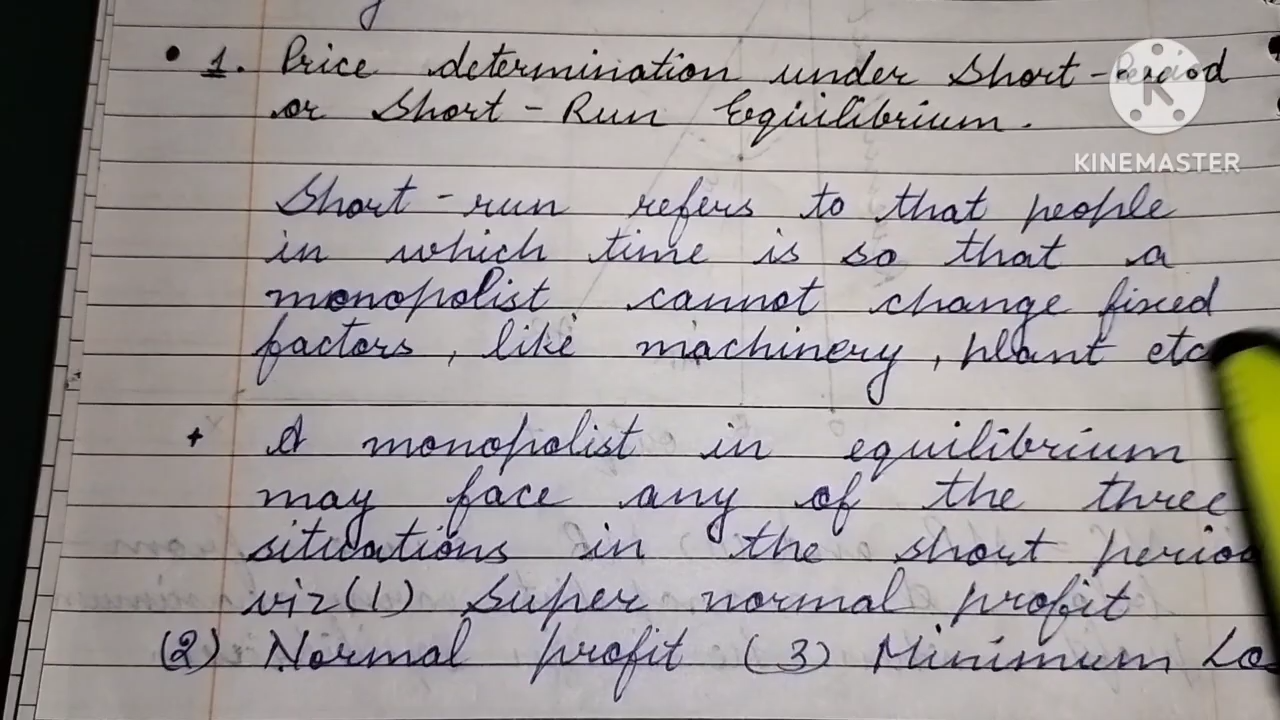 • 1. Price determination under Short-Period
or Short-Run Equilibrium.
KINEMASTER
Short-run refers to that people
in which time is so that a
monopolist cannot change fixed
factors, like machinery, plant etc
+ A monopolist in equilibrium
may face any of the three
situations in the short perio
viz(1) Super normal profit
(2) Normal profit (3) Minimum Lo